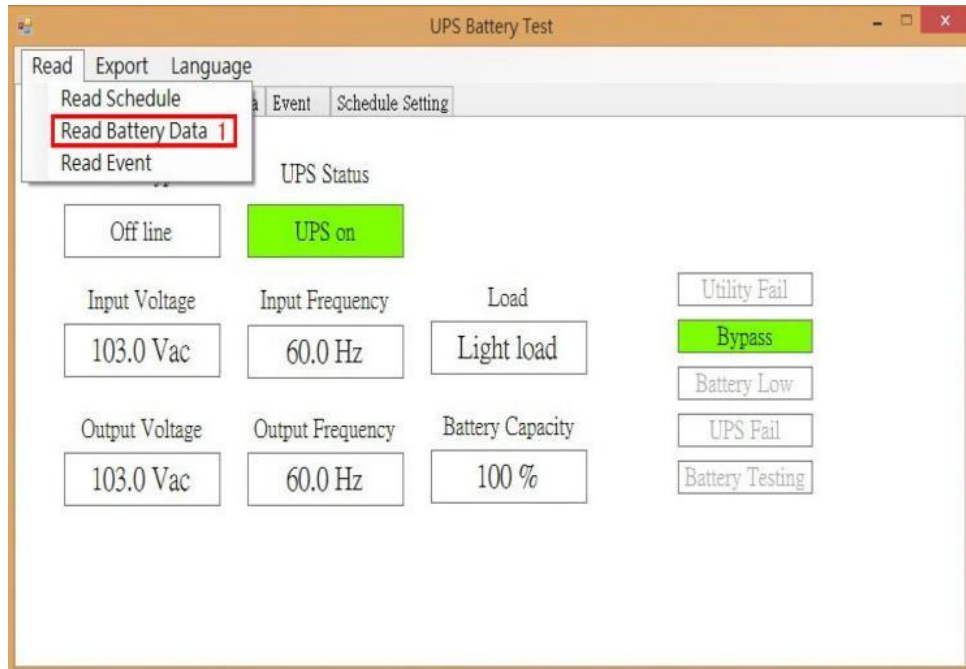 UPS Battery Test
Read Export Language
Read Schedule
Event Schedule Setting
Read Battery Data 1
Read Event
UPS Status
Off line UPS on
Input Voltage Input Frequency Load Utility Fail
103.0 Vac 60.0 Hz Light load Bypass
Battery Low
Output Voltage Output Frequency Battery Capacity UPS Fail
103.0 Vac 60.0 Hz 100 % Battery Testing